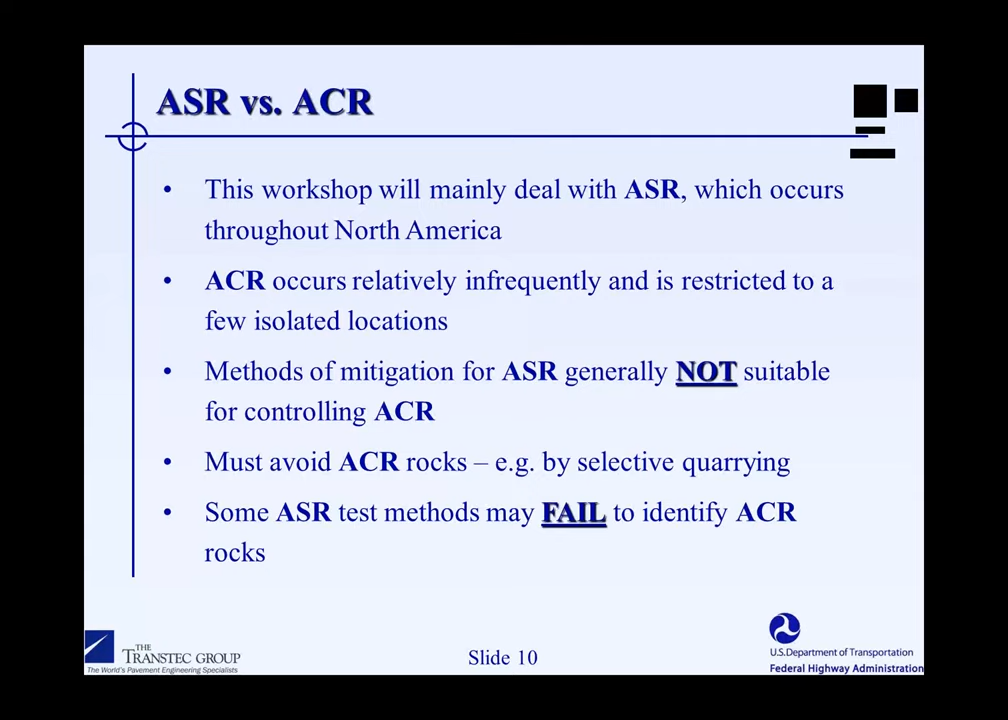 ASR vs. ACR
• This workshop will mainly deal with ASR, which occurs
throughout North America
• ACR occurs relatively infrequently and is restricted to a
few isolated locations
• Methods of mitigation for ASR generally NOT suitable
for controlling ACR
• Must avoid ACR rocks – e.g. by selective quarrying
• Some ASR test methods may FAIL to identify ACR
rocks
THE
TRANSTEC GROUP
The World's Pavement Engineering Specialists
Slide 10
U.S.Department of Transportation
Federal Highway Administration